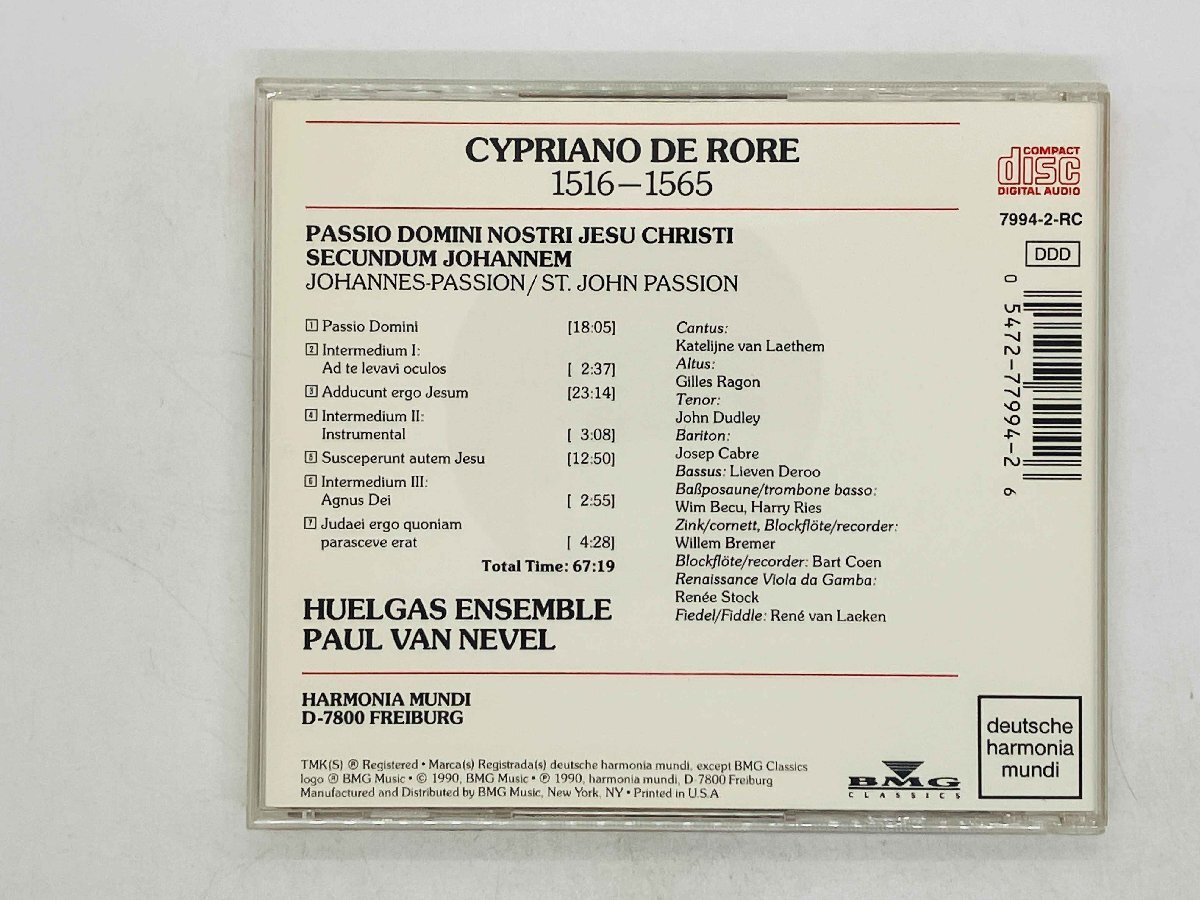 CYPRIANO DE RORE
1516–1565
COMPACT
disc
DIGITAL AUDIO
7994-2-RC
DDD
0 5472-77994-2 6
PASSIO DOMINI NOSTRI JESU CHRISTI
SECUNDUM JOHANNEM
JOHANNES-PASSION/ST. JOHN PASSION
1 Passio Domini [18:05]
2 Intermedium I:
Ad te levavi oculos [ 2:37]
3 Adducunt ergo Jesum [23:14]
4 Intermedium II:
Instrumental [ 3:08]
5 Susceperunt autem Jesu [12:50]
6 Intermedium III:
Agnus Dei [ 2:55]
7 Judaei ergo quoniam
parasceve erat [ 4:28]
Total Time: 67:19
Cantus:
Katelijne van Laethem
Altus:
Gilles Ragon
Tenor:
John Dudley
Bariton:
Josep Cabre
Bassus: Lieven Deroo
Baßposaune/trombone basso:
Wim Becu, Harry Ries
Zink/cornett, Blockflöte/recorder:
Willem Bremer
Blockflöte/recorder: Bart Coen
Renaissance Viola da Gamba:
Renée Stock
Fiedel/Fiddle: René van Laeken
HUELGAS ENSEMBLE
PAUL VAN NEVEL
HARMONIA MUNDI
D-7800 FREIBURG
TMK(S) ® Registered • Marca(s) Registrada(s) deutsche harmonia mundi, except BMG Classics
logo ® BMG Music • © 1990, BMG Music • ℗ 1990, harmonia mundi, D-7800 Freiburg
Manufactured and Distributed by BMG Music, New York, NY • Printed in U.S.A.
BMG
CLASSICS
deutsche
harmonia
mundi